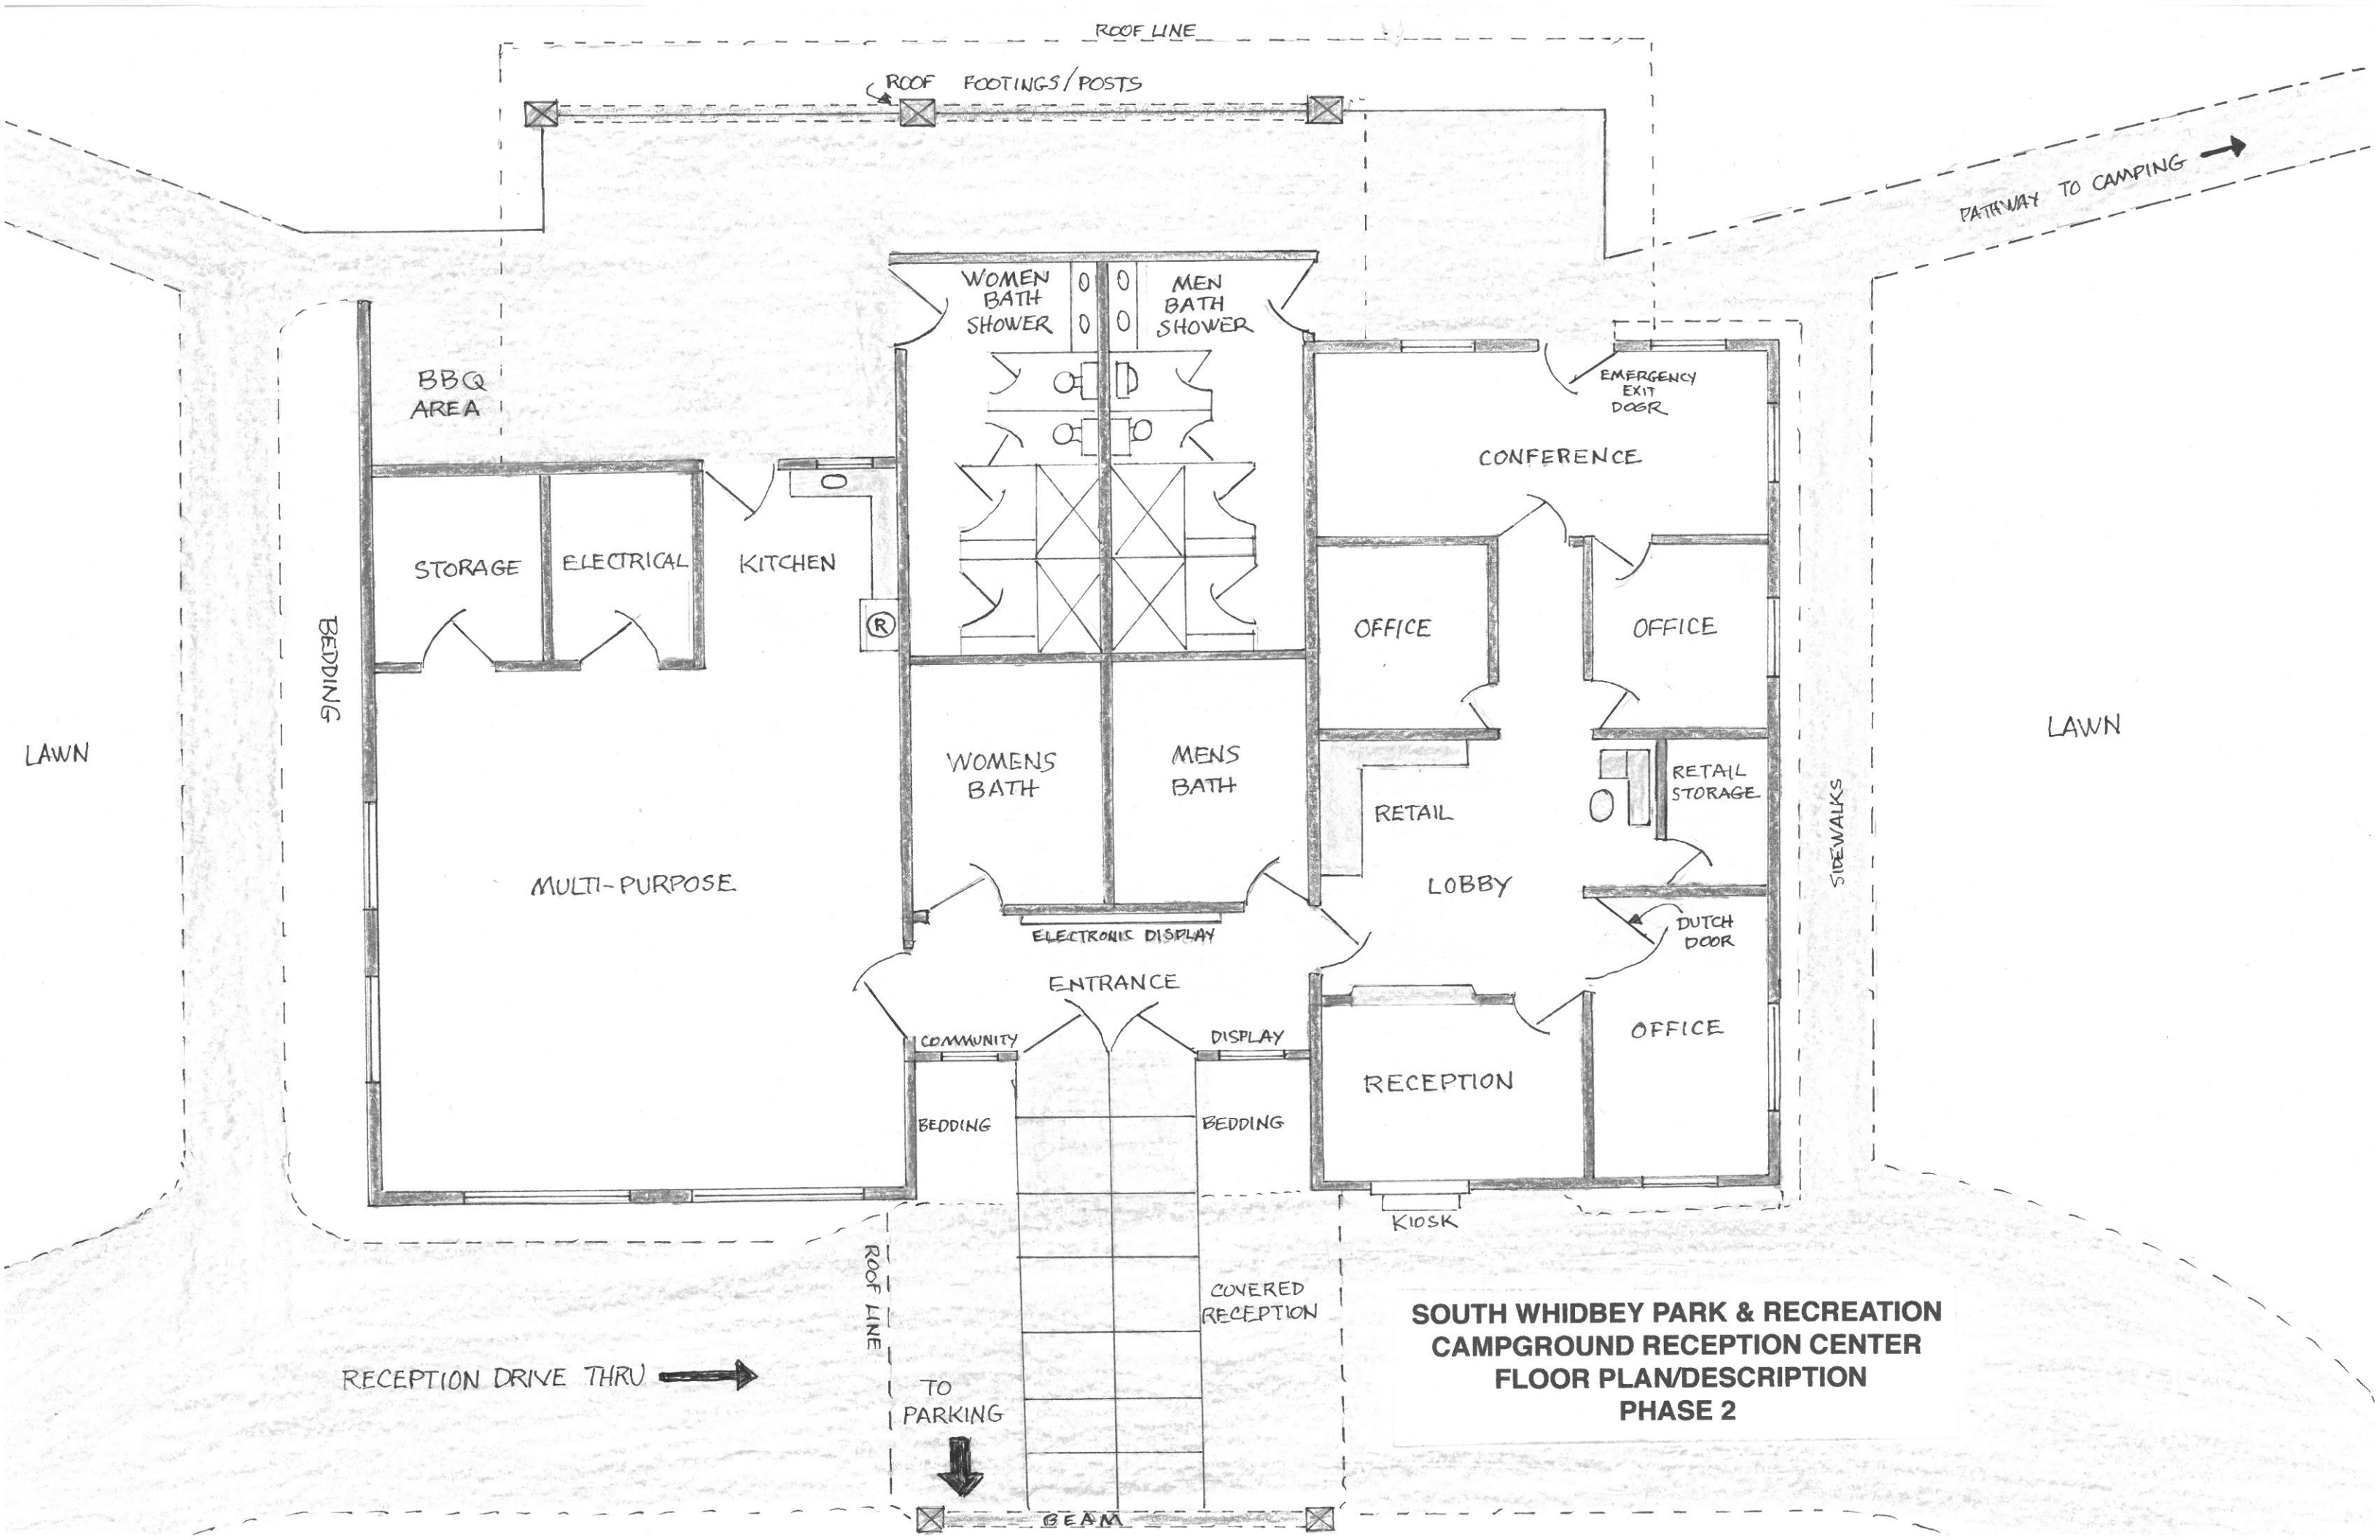 ROOF LINE
ROOF FOOTINGS/POSTS
PATHWAY TO CAMPING
WOMEN
BATH
SHOWER
MEN
BATH
SHOWER
BBQ
AREA
EMERGENCY
EXIT
DOOR
CONFERENCE
STORAGE
ELECTRICAL
KITCHEN
R
OFFICE
OFFICE
BEDDING
LAWN
LAWN
WOMENS
BATH
MENS
BATH
RETAIL
RETAIL
STORAGE
SIDEWALKS
MULTI-PURPOSE
LOBBY
ELECTRONIC DISPLAY
DUTCH
DOOR
ENTRANCE
COMMUNITY
DISPLAY
OFFICE
RECEPTION
BEDDING
BEDDING
KIOSK
ROOF LINE
COVERED
RECEPTION
RECEPTION DRIVE THRU
TO
PARKING
BEAM
SOUTH WHIDBEY PARK & RECREATION
CAMPGROUND RECEPTION CENTER
FLOOR PLAN/DESCRIPTION
PHASE 2